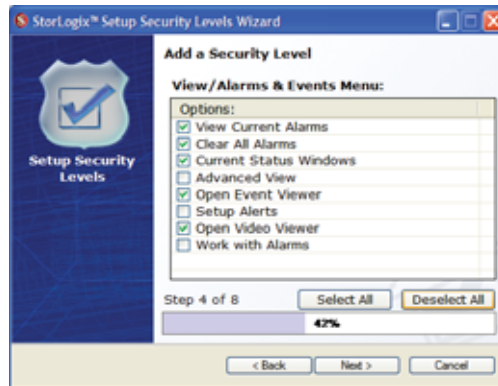 StorLogix™ Setup Security Levels Wizard
Add a Security Level
View/Alarms & Events Menu:
Options:
View Current Alarms
Clear All Alarms
Current Status Windows
Advanced View
Open Event Viewer
Setup Alerts
Open Video Viewer
Work with Alarms
Setup Security
Levels
Step 4 of 8
Select All
Deselect All
42%
< Back
Next >
Cancel